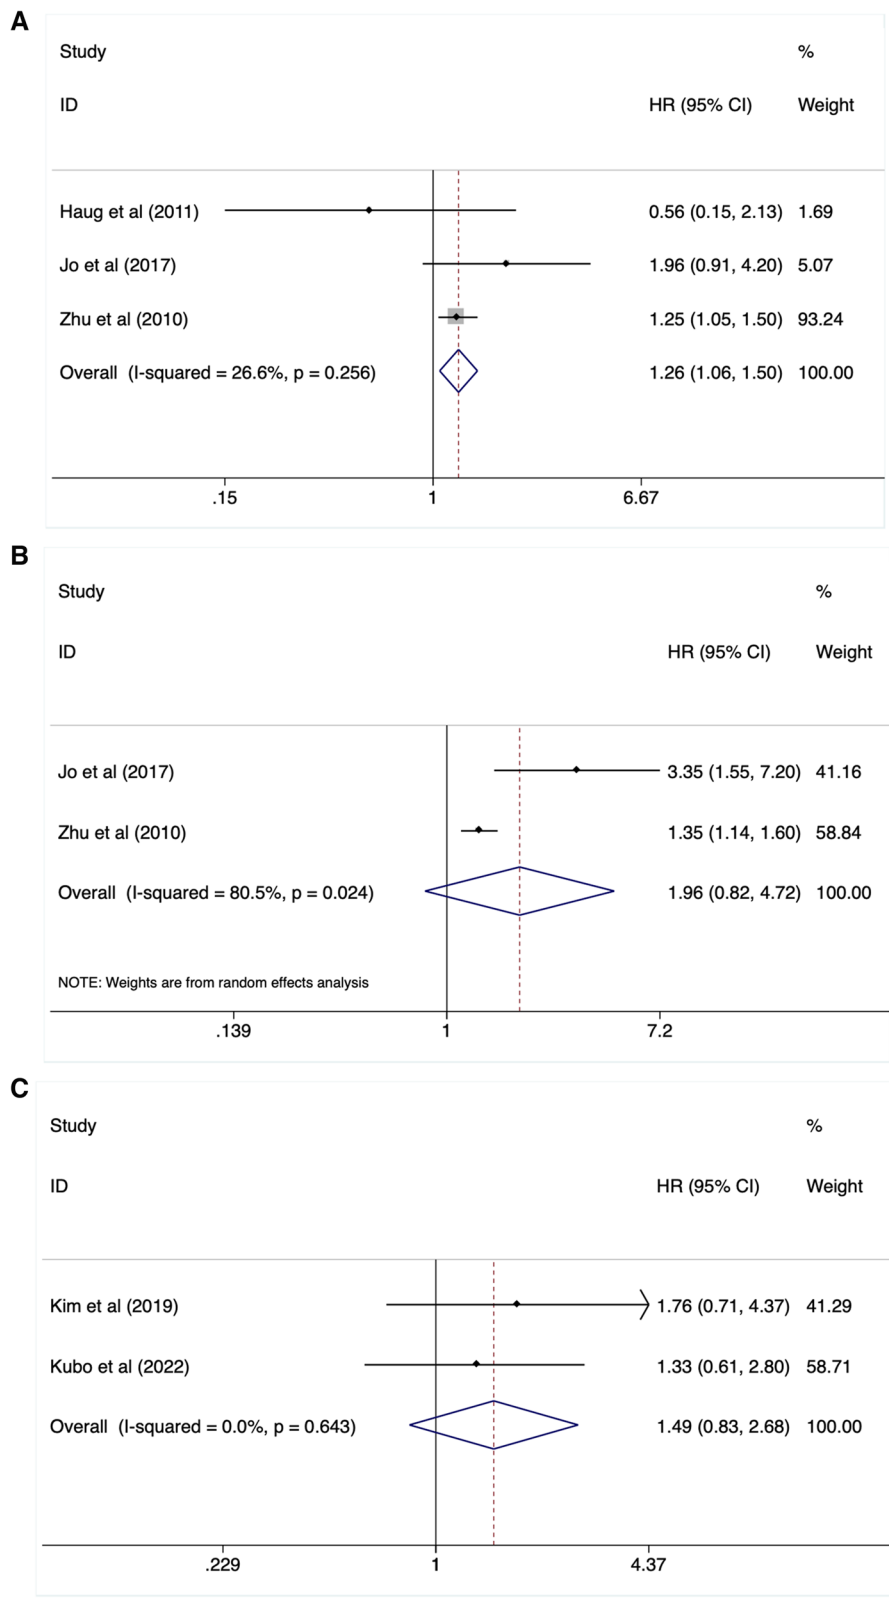 A
Study %
ID HR (95% CI) Weight
Haug et al (2011) 0.56 (0.15, 2.13) 1.69
Jo et al (2017) 1.96 (0.91, 4.20) 5.07
Zhu et al (2010) 1.25 (1.05, 1.50) 93.24
Overall (I-squared = 26.6%, p = 0.256) 1.26 (1.06, 1.50) 100.00
.15 1 6.67
B
Study %
ID HR (95% CI) Weight
Jo et al (2017) 3.35 (1.55, 7.20) 41.16
Zhu et al (2010) 1.35 (1.14, 1.60) 58.84
Overall (I-squared = 80.5%, p = 0.024) 1.96 (0.82, 4.72) 100.00
NOTE: Weights are from random effects analysis
.139 1 7.2
C
Study %
ID HR (95% CI) Weight
Kim et al (2019) 1.76 (0.71, 4.37) 41.29
Kubo et al (2022) 1.33 (0.61, 2.80) 58.71
Overall (I-squared = 0.0%, p = 0.643) 1.49 (0.83, 2.68) 100.00
.229 1 4.37